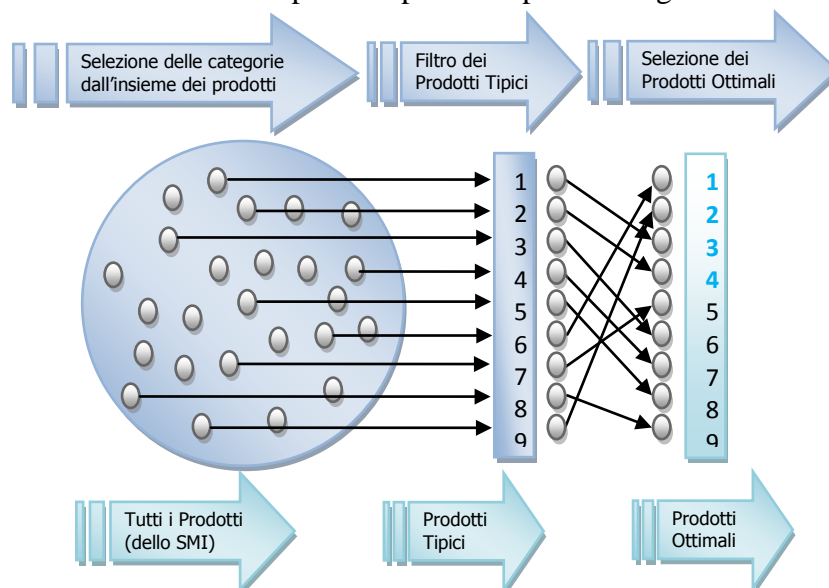 Selezione delle categorie
dall'insieme dei prodotti
Filtro dei
Prodotti Tipici
Selezione dei
Prodotti Ottimali
1
2
3
4
5
6
7
8
9
1
2
3
4
5
6
7
8
9
Tutti i Prodotti
(dello SMI)
Prodotti
Tipici
Prodotti
Ottimali